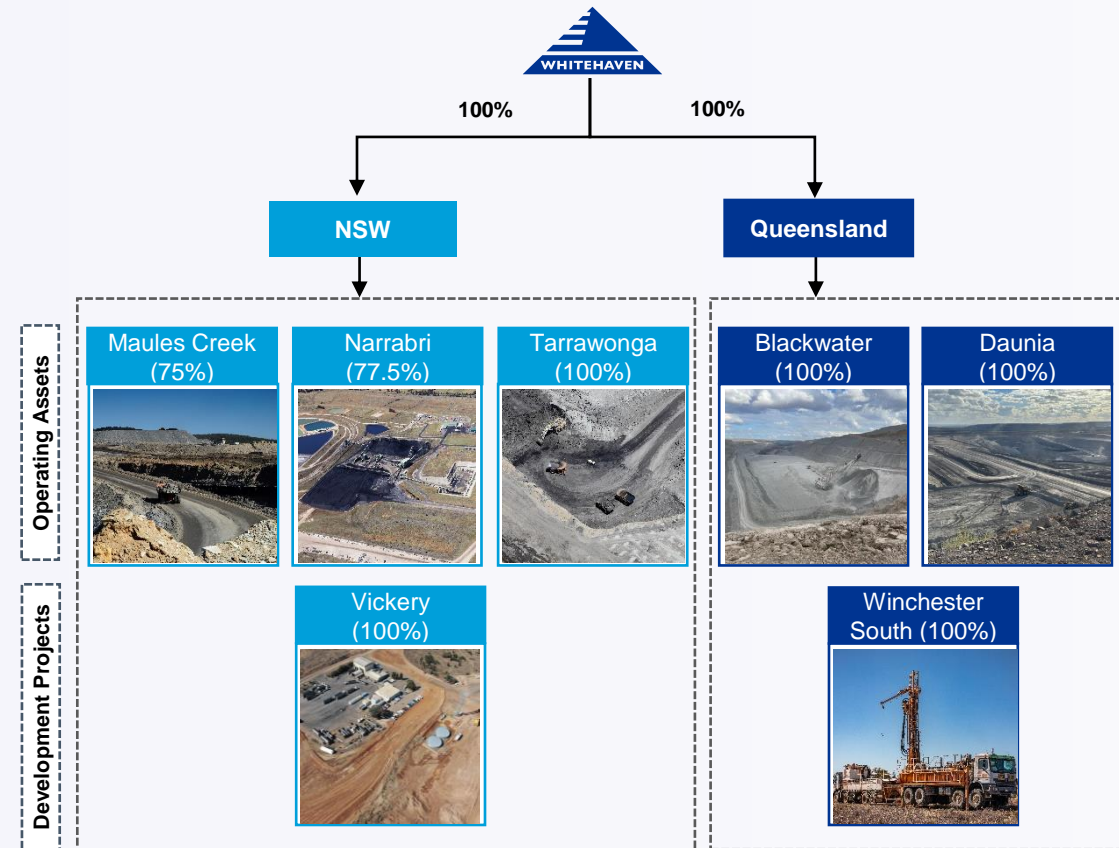 WHITEHAVEN
100%
100%
NSW
Queensland
Operating Assets
Maules Creek
(75%)
Narrabri
(77.5%)
Tarrawonga
(100%)
Blackwater
(100%)
Daunia
(100%)
Development Projects
Vickery
(100%)
Winchester
South (100%)